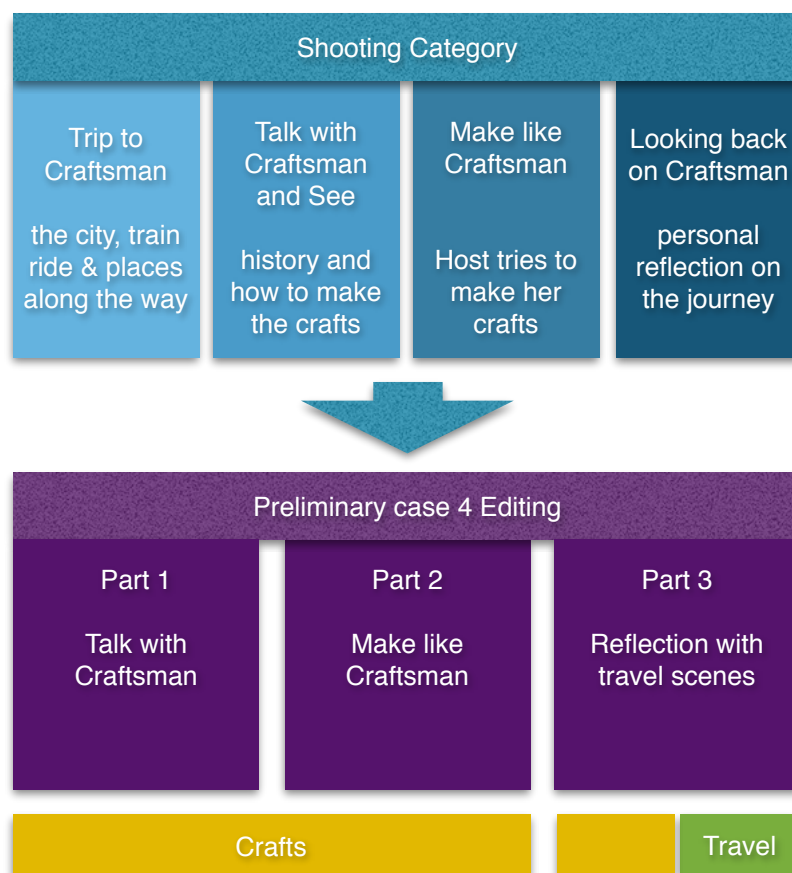 Shooting Category
Trip to
Craftsman
the city, train
ride & places
along the way
Talk with
Craftsman
and See
history and
how to make
the crafts
Make like
Craftsman
Host tries to
make her
crafts
Looking back
on Craftsman
personal
reflection on
the journey
Preliminary case 4 Editing
Part 1
Talk with
Craftsman
Part 2
Make like
Craftsman
Part 3
Reflection with
travel scenes
Crafts
Travel